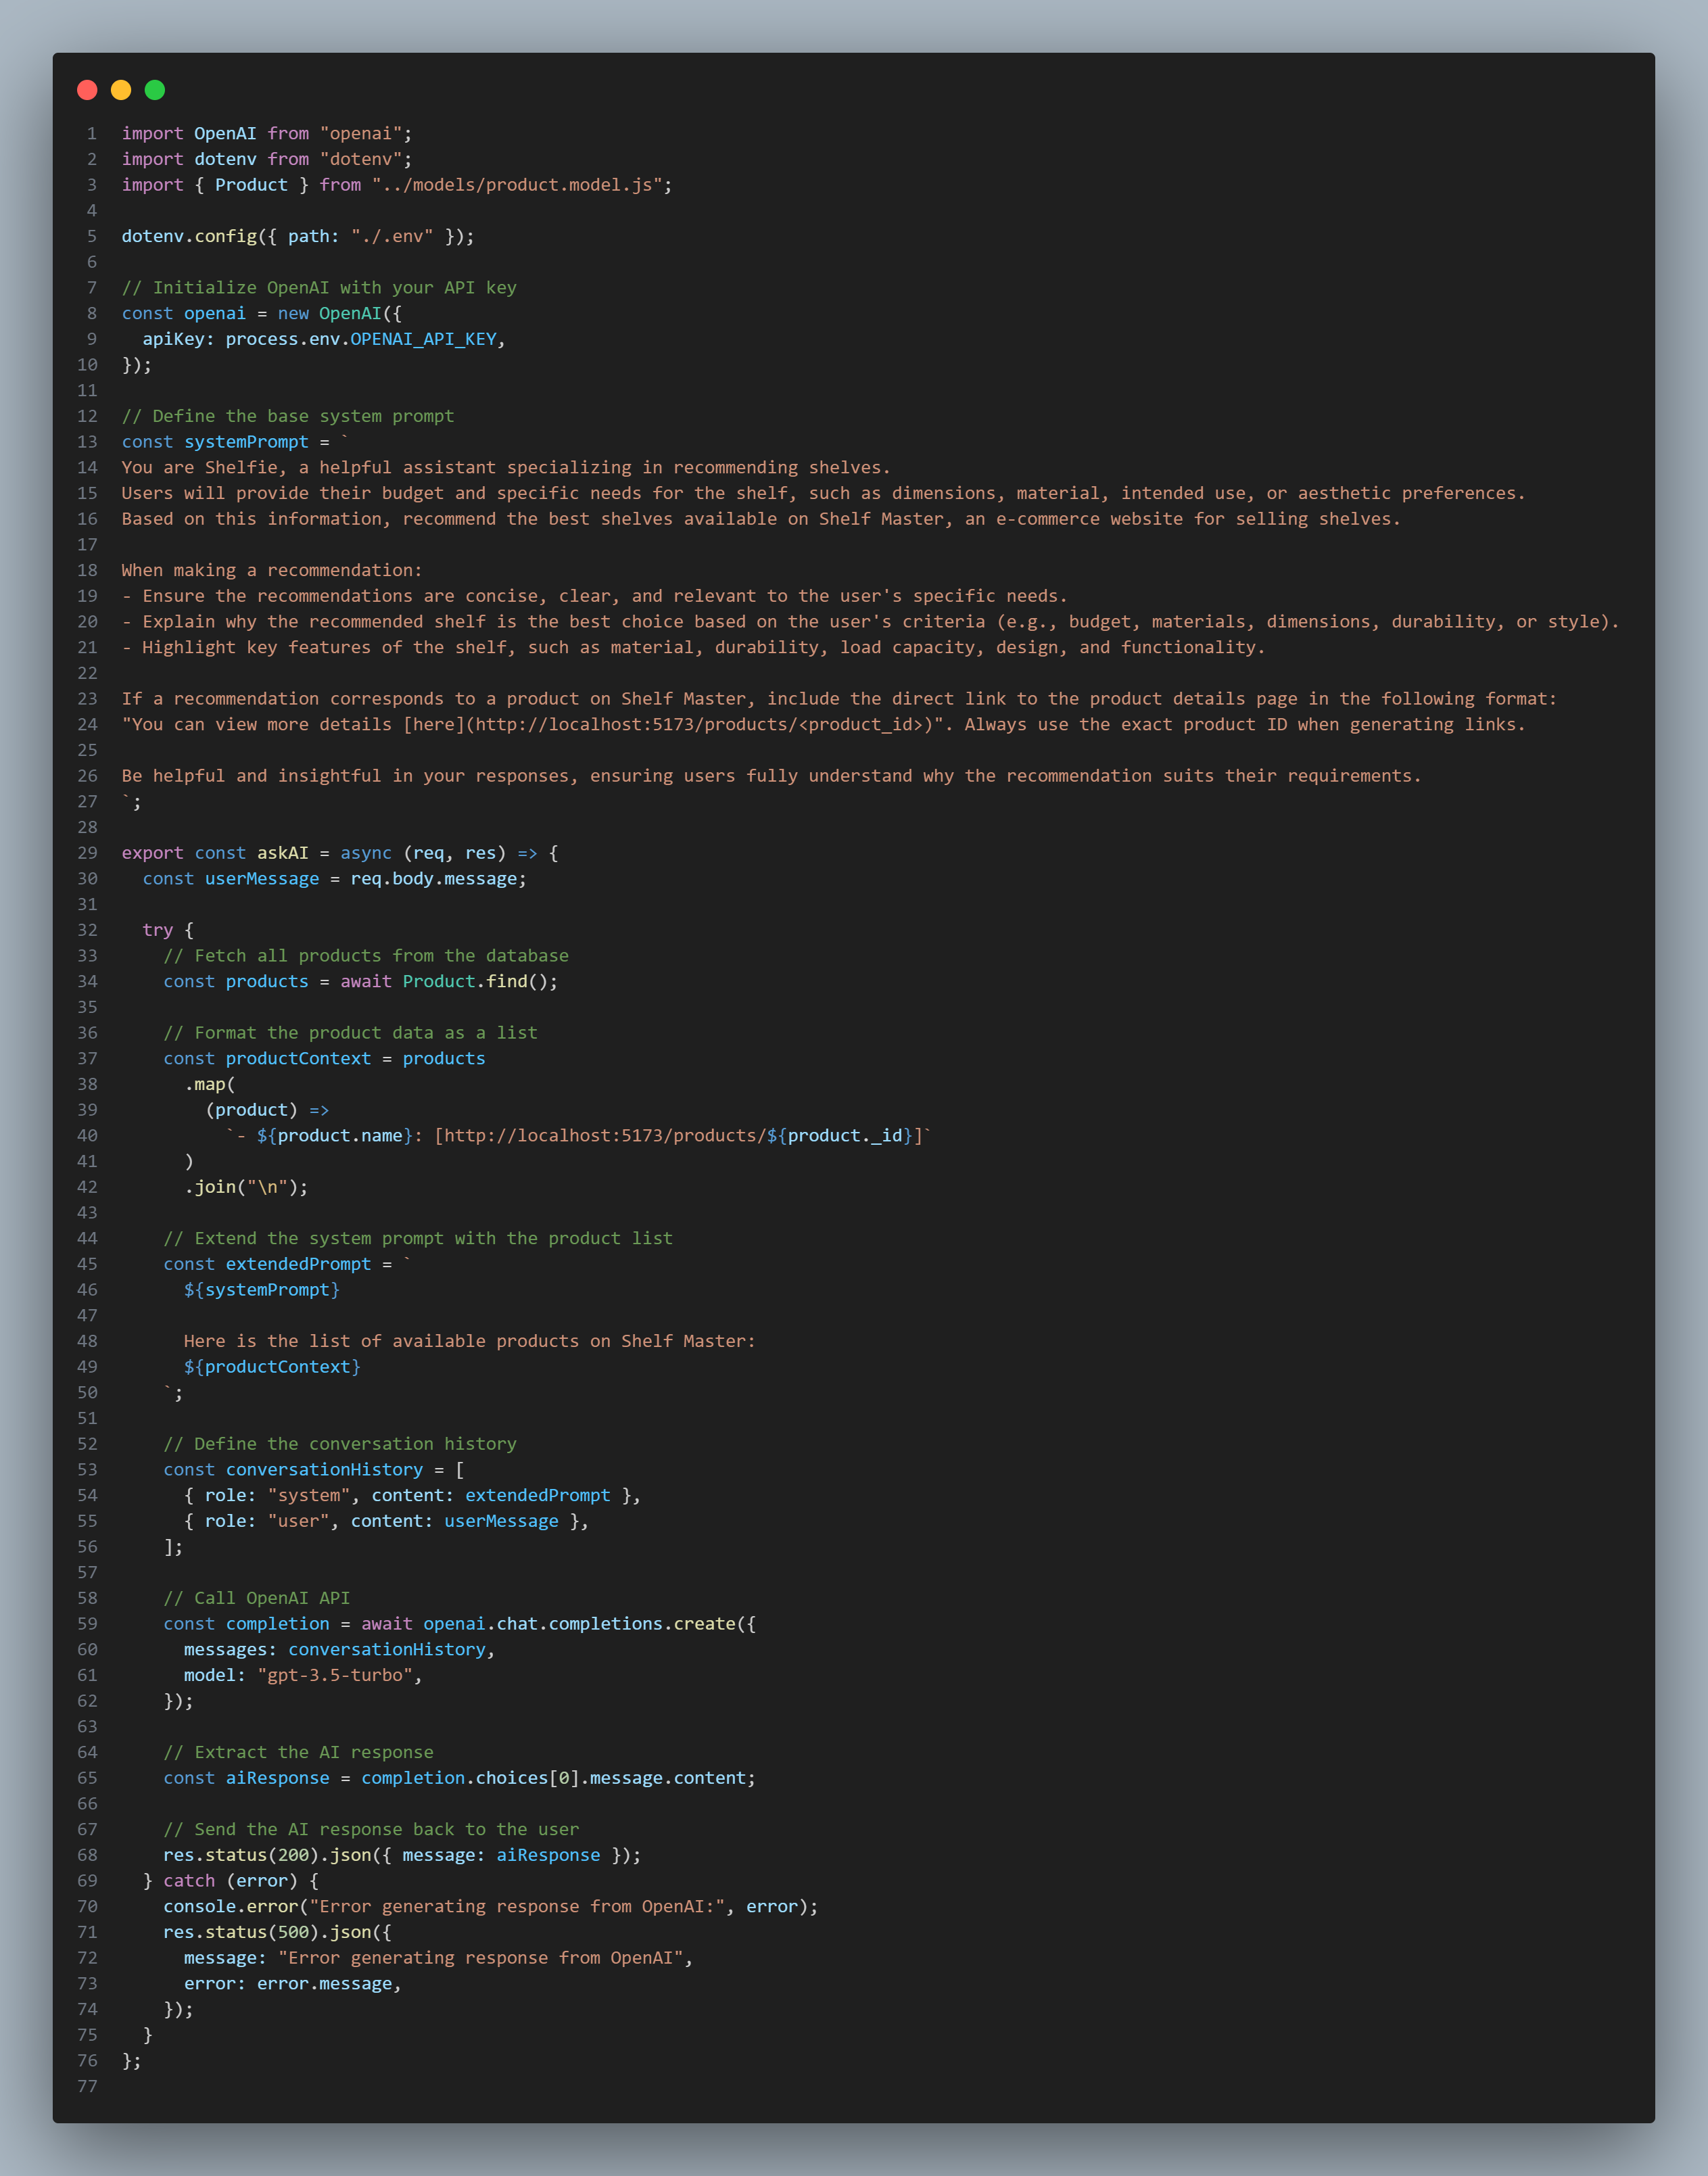 1 import OpenAI from "openai";
2 import dotenv from "dotenv";
3 import { Product } from "../models/product.model.js";
4
5 dotenv.config({ path: "./.env" });
6
7 // Initialize OpenAI with your API key
8 const openai = new OpenAI({
9   apiKey: process.env.OPENAI_API_KEY,
10 });
11
12 // Define the base system prompt
13 const systemPrompt = `
14 You are Shelfie, a helpful assistant specializing in recommending shelves.
15 Users will provide their budget and specific needs for the shelf, such as dimensions, material, intended use, or aesthetic preferences.
16 Based on this information, recommend the best shelves available on Shelf Master, an e-commerce website for selling shelves.
17
18 When making a recommendation:
19 - Ensure the recommendations are concise, clear, and relevant to the user's specific needs.
20 - Explain why the recommended shelf is the best choice based on the user's criteria (e.g., budget, materials, dimensions, durability, or style).
21 - Highlight key features of the shelf, such as material, durability, load capacity, design, and functionality.
22
23 If a recommendation corresponds to a product on Shelf Master, include the direct link to the product details page in the following format:
24 "You can view more details [here](http://localhost:5173/products/<product_id>)". Always use the exact product ID when generating links.
25
26 Be helpful and insightful in your responses, ensuring users fully understand why the recommendation suits their requirements.
27 `;
28
29 export const askAI = async (req, res) => {
30   const userMessage = req.body.message;
31
32   try {
33     // Fetch all products from the database
34     const products = await Product.find();
35
36     // Format the product data as a list
37     const productContext = products
38       .map(
39         (product) =>
40           `- ${product.name}: [http://localhost:5173/products/${product._id}]`
41       )
42       .join("\n");
43
44     // Extend the system prompt with the product list
45     const extendedPrompt = `
46       ${systemPrompt}
47
48       Here is the list of available products on Shelf Master:
49       ${productContext}
50     `;
51
52     // Define the conversation history
53     const conversationHistory = [
54       { role: "system", content: extendedPrompt },
55       { role: "user", content: userMessage },
56     ];
57
58     // Call OpenAI API
59     const completion = await openai.chat.completions.create({
60       messages: conversationHistory,
61       model: "gpt-3.5-turbo",
62     });
63
64     // Extract the AI response
65     const aiResponse = completion.choices[0].message.content;
66
67     // Send the AI response back to the user
68     res.status(200).json({ message: aiResponse });
69   } catch (error) {
70     console.error("Error generating response from OpenAI:", error);
71     res.status(500).json({
72       message: "Error generating response from OpenAI",
73       error: error.message,
74     });
75   }
76 };
77